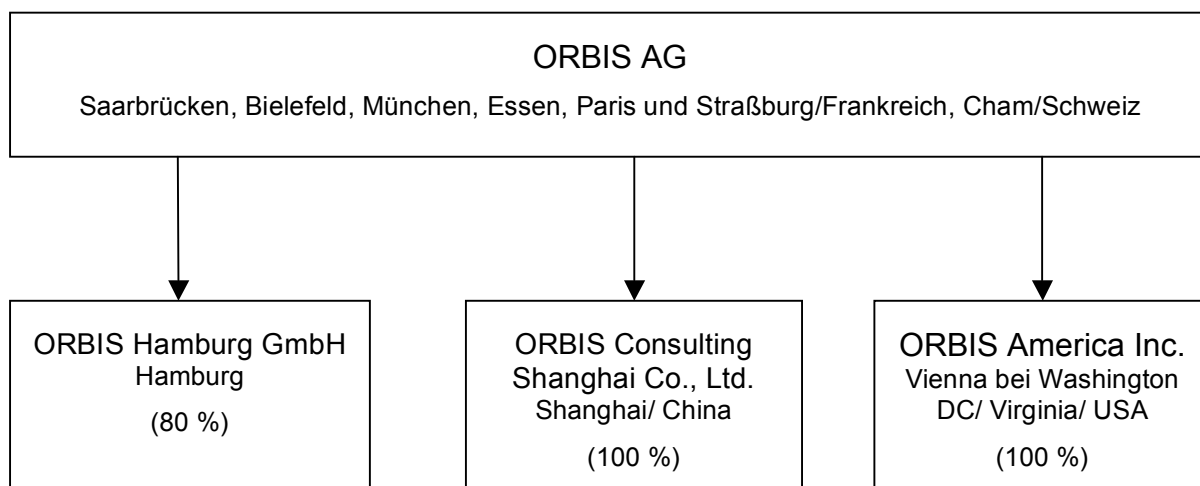 ORBIS AG
Saarbrücken, Bielefeld, München, Essen, Paris und Straßburg/Frankreich, Cham/Schweiz
ORBIS Hamburg GmbH
Hamburg
(80 %)
ORBIS Consulting
Shanghai Co., Ltd.
Shanghai/ China
(100 %)
ORBIS America Inc.
Vienna bei Washington
DC/ Virginia/ USA
(100 %)